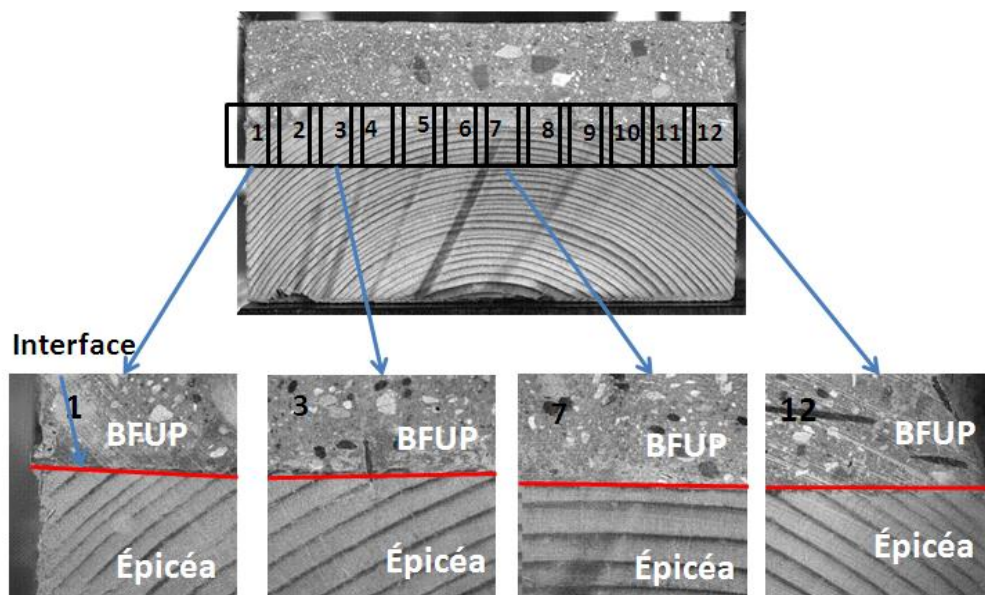 1 2 3 4 5 6 7 8 9 10 11 12
Interface
1 3 7 12
BFUP BFUP BFUP BFUP
Épicéa Épicéa Épicéa Épicéa